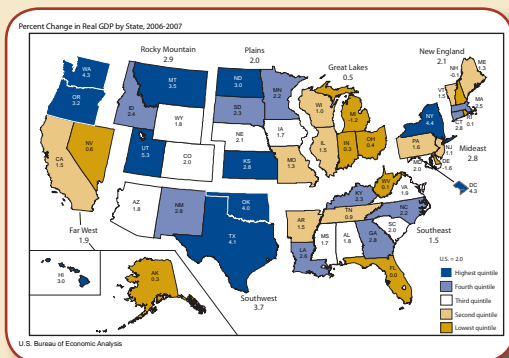 Percent Change in Real GDP by State, 2006-2007
Rocky Mountain
2.9
Plains
2.0
Great Lakes
0.5
New England
2.1
Mideast
2.8
Southeast
1.5
Southwest
3.7
Far West
1.9
WA
4.3
OR
3.2
CA
1.5
NV
0.6
ID
2.4
MT
3.5
WY
1.8
UT
5.3
CO
2.0
AZ
1.8
NM
2.8
ND
3.0
SD
2.3
NE
2.1
KS
2.8
OK
4.0
TX
4.1
MN
2.2
IA
1.7
MO
1.3
AR
1.5
LA
2.6
WI
1.0
IL
1.5
MI
-1.2
IN
0.3
OH
0.4
KY
2.3
TN
0.9
MS
1.7
AL
1.8
GA
2.8
FL
0.0
SC
2.0
NC
2.2
VA
1.9
WV
0.1
MD
2.0
DE
-1.6
DC
4.3
PA
NJ
1.1
NY
4.4
CT
2.8
RI
0.1
MA
2.5
VT
1.5
NH
-0.1
ME
1.3
HI
3.0
AK
0.3
U.S. = 2.0
Highest quintile
Fourth quintile
Third quintile
Second quintile
Lowest quintile
U.S. Bureau of Economic Analysis